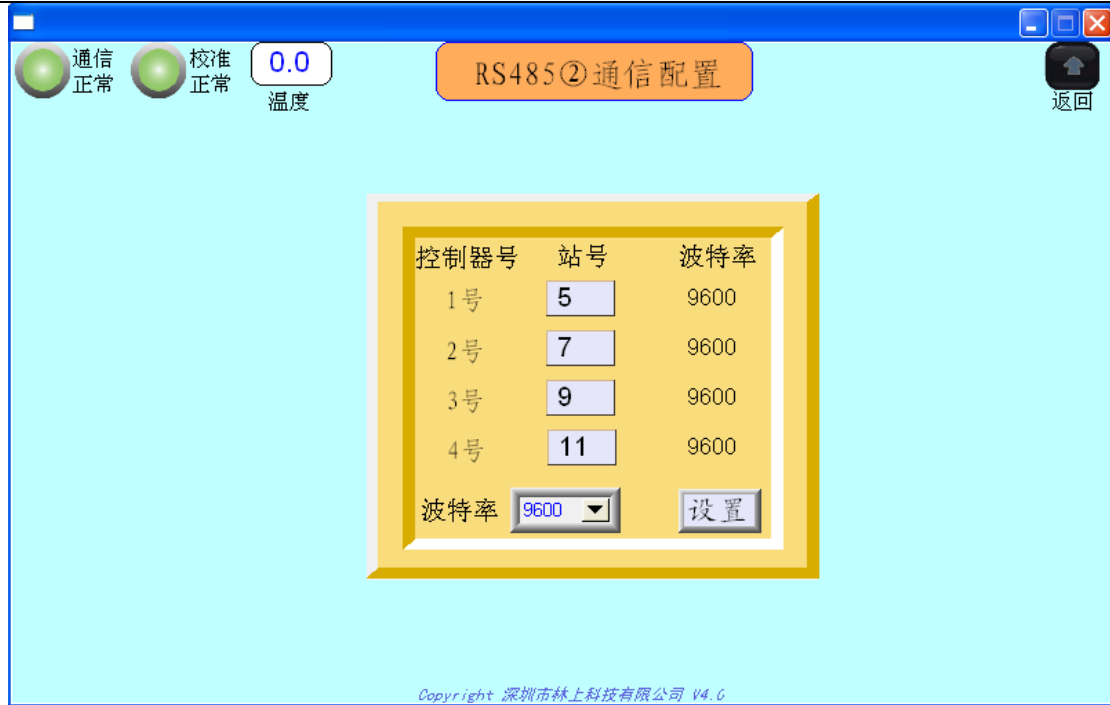 通信 校准 0.0 RS485②通信配置
正常 正常 温度 返回
控制器号 站号 波特率
1号 5 9600
2号 7 9600
3号 9 9600
4号 11 9600
波特率 9600 设置
Copyright 深圳市林上科技有限公司